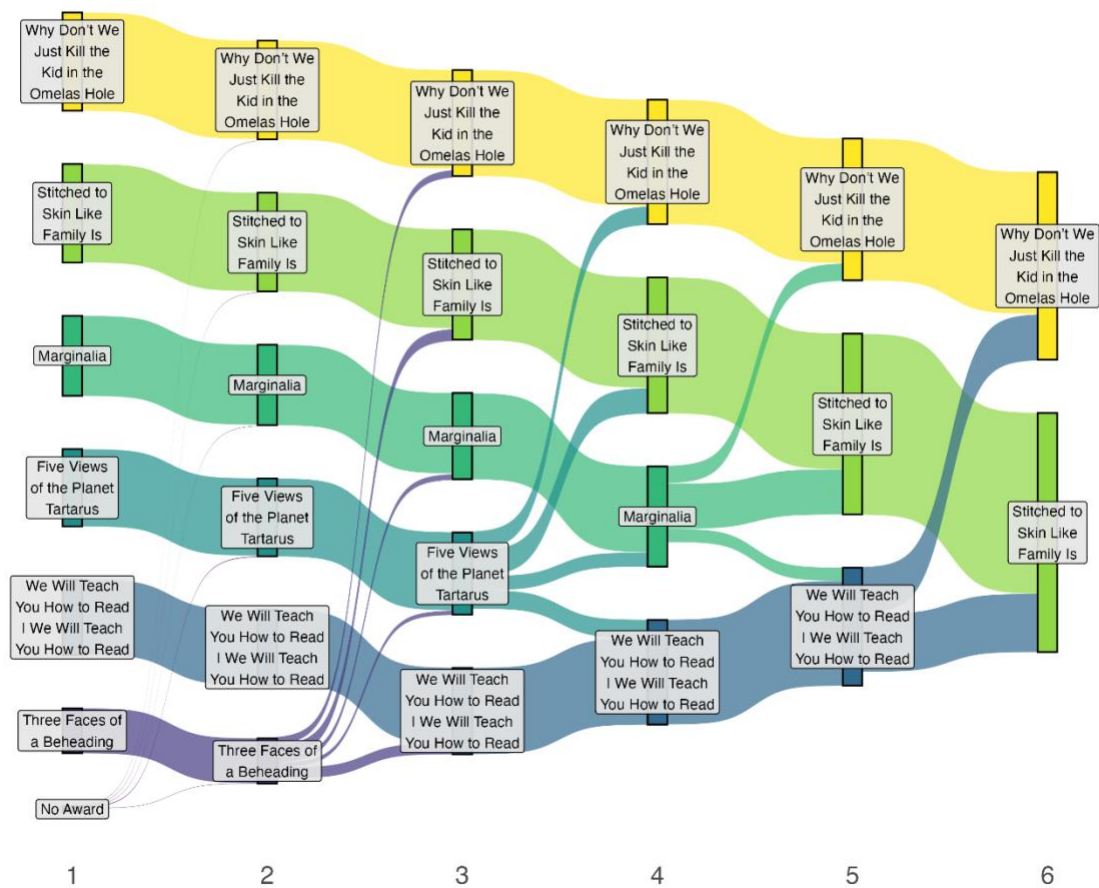 Why Don't We
Just Kill the
Kid in the
Omelas Hole
Stitched to
Skin Like
Family Is
Marginalia
Five Views
of the Planet
Tartarus
We Will Teach
You How to Read
| We Will Teach
You How to Read
Three Faces of
a Beheading
No Award
Why Don't We
Just Kill the
Kid in the
Omelas Hole
Stitched to
Skin Like
Family Is
Marginalia
Five Views
of the Planet
Tartarus
We Will Teach
You How to Read
| We Will Teach
You How to Read
Three Faces of
a Beheading
Why Don't We
Just Kill the
Kid in the
Omelas Hole
Stitched to
Skin Like
Family Is
Marginalia
Five Views
of the Planet
Tartarus
We Will Teach
You How to Read
| We Will Teach
You How to Read
Why Don't We
Just Kill the
Kid in the
Omelas Hole
Stitched to
Skin Like
Family Is
Marginalia
We Will Teach
You How to Read
| We Will Teach
You How to Read
Why Don't We
Just Kill the
Kid in the
Omelas Hole
Stitched to
Skin Like
Family Is
We Will Teach
You How to Read
| We Will Teach
You How to Read
Why Don't We
Just Kill the
Kid in the
Omelas Hole
Stitched to
Skin Like
Family Is
1 2 3 4 5 6